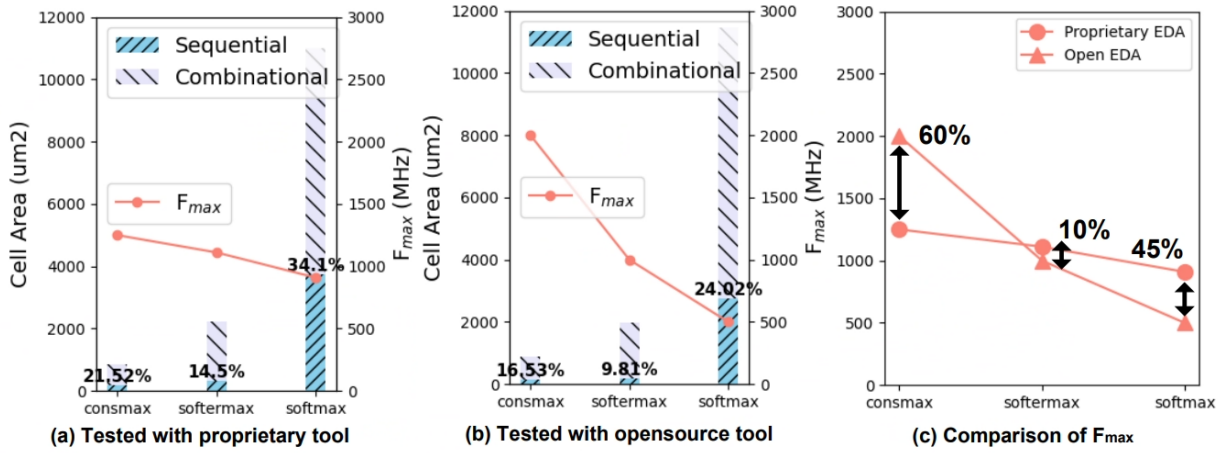 12000
10000
8000
6000
4000
2000
0
Cell Area (um2)
Sequential
Combinational
F_max
34.1%
21.52%
14.5%
3000
2500
2000
1500
1000
500
0
F_max (MHz)
consmax softermax softmax
(a) Tested with proprietary tool
12000
10000
8000
6000
4000
2000
0
Cell Area (um2)
Sequential
Combinational
F_max
24.02%
16.53%
9.81%
3000
2500
2000
1500
1000
500
0
consmax softermax softmax
(b) Tested with opensource tool
3000
2500
2000
1500
1000
500
0
F_max (MHz)
Proprietary EDA
Open EDA
60%
10%
45%
consmax softermax softmax
(c) Comparison of F_max